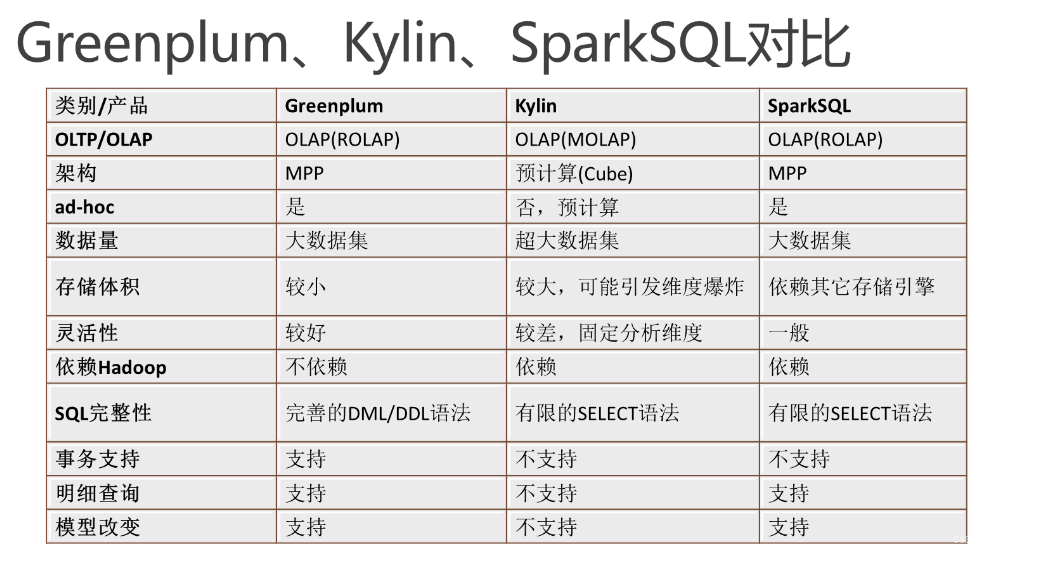 Greenplum、Kylin、SparkSQL对比
类别/产品 Greenplum Kylin SparkSQL
OLTP/OLAP OLAP(ROLAP) OLAP(MOLAP) OLAP(ROLAP)
架构 MPP 预计算(Cube) MPP
ad-hoc 是 否，预计算 是
数据量 大数据集 超大数据集 大数据集
存储体积 较小 较大，可能引发维度爆炸 依赖其它存储引擎
灵活性 较好 较差，固定分析维度 一般
依赖Hadoop 不依赖 依赖 依赖
SQL完整性 完善的DML/DDL语法 有限的SELECT语法 有限的SELECT语法
事务支持 支持 不支持 不支持
明细查询 支持 不支持 支持
模型改变 支持 不支持 支持